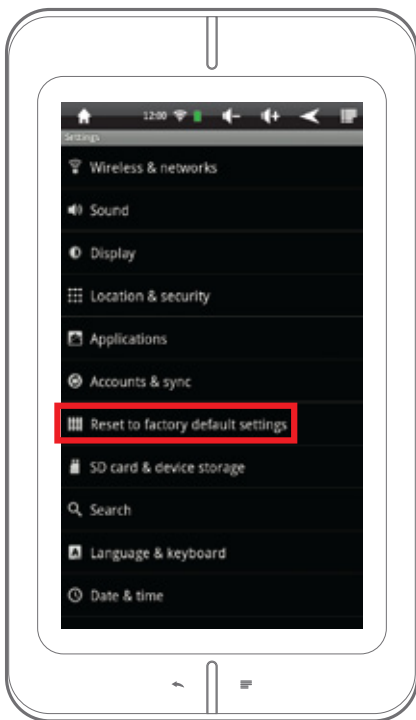 12:00
Settings
Wireless & networks
Sound
Display
Location & security
Applications
Accounts & sync
Reset to factory default settings
SD card & device storage
Search
Language & keyboard
Date & time